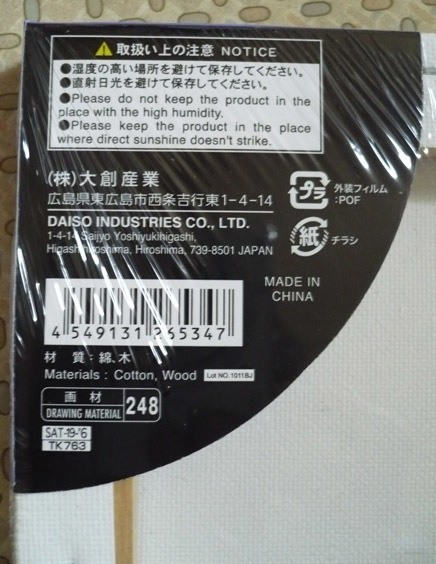 取扱い上の注意 NOTICE
●湿度の高い場所を避けて保存してください。
●直射日光を避けて保存してください。
●Please do not keep the product in the
place with the high humidity.
●Please keep the product in the place
where direct sunshine doesn't strike.
(株)大創産業
広島県東広島市西条吉行東1-4-14
DAISO INDUSTRIES CO., LTD.
1-4-14 Saijyo Yoshiyukihigashi,
Higashihiroshima, Hiroshima, 739-8501 JAPAN
プラ
外装フィルム
:POF
紙
チラシ
MADE IN
CHINA
4 549131 265347
材 質:綿、木
Materials : Cotton, Wood
Lot NO. 1011BJ
画 材
DRAWING MATERIAL
248
SAT-19-'6
TK763